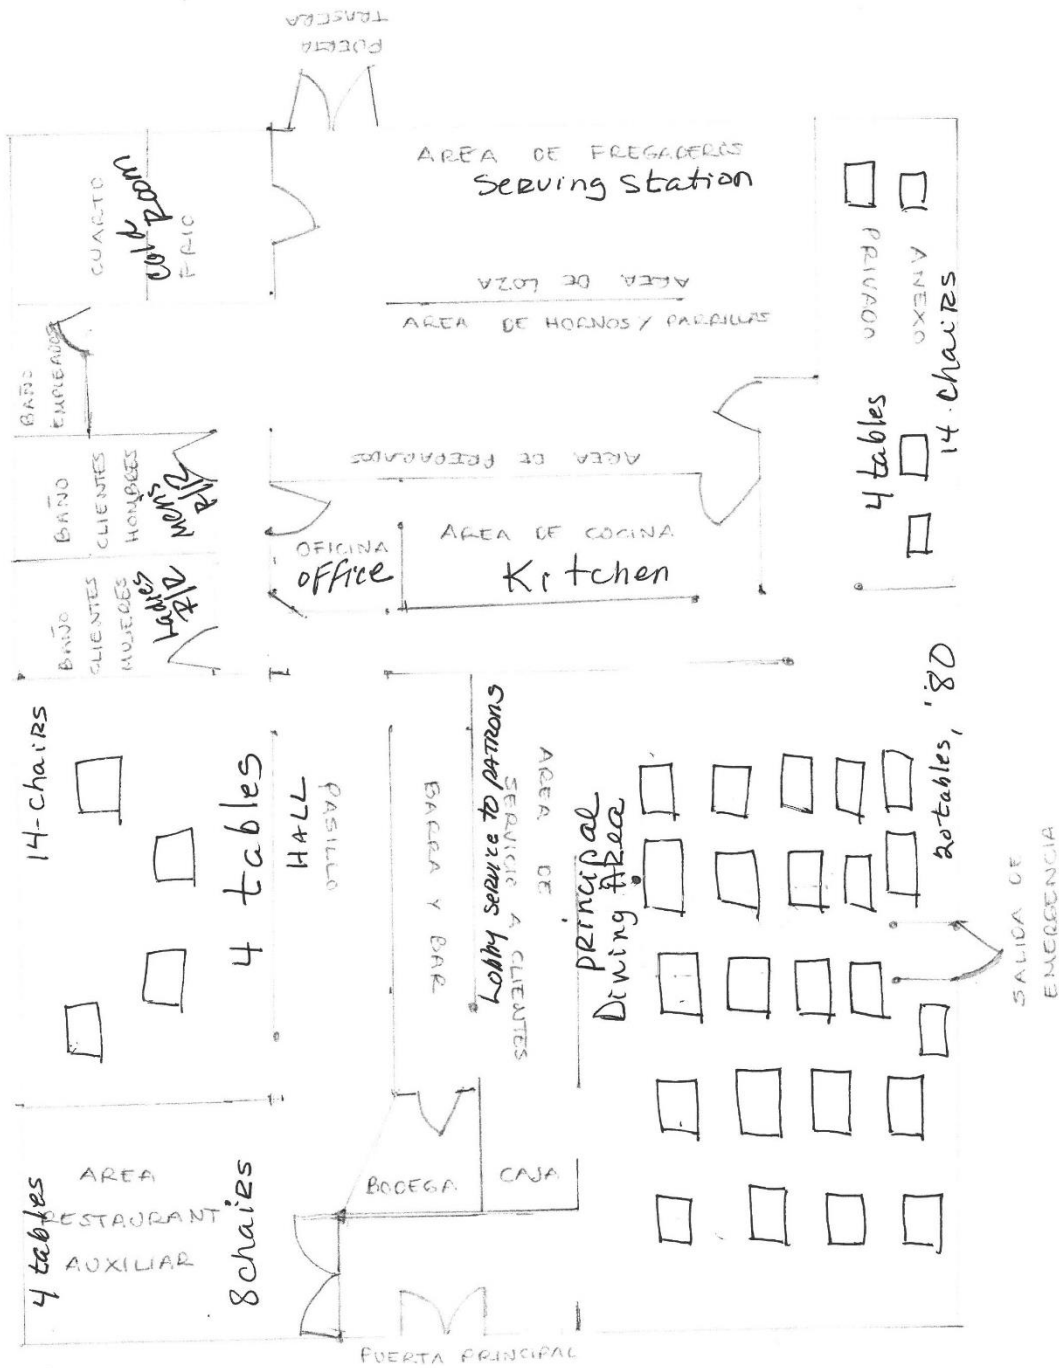 PUERTA
TRASERA
AREA DE FREGADEROS
Serving Station
CUARTO
FRIO
Cold Room
AREA DE LOZA
AREA DE HORNOS Y PARRILLAS
PRIVADO
ANEXO
4 tables
14 chairs
BAÑO
EMPLEADOS
BAÑO
CLIENTES
HOMBRES
Mens
R/R
AREA DE PREPARADOS
OFICINA
office
AREA DE COCINA
Kitchen
BAÑO
CLIENTES
MUJERES
Ladies
R/R
14-chairs
4 tables
HALL
PASILLO
BARRA Y BAR
Lobby Service to PATRONS
AREA DE
SERVICIO A CLIENTES
PRINCIPAL
Dining Area
20 tables, '80
SALIDA DE
EMERGENCIA
4 tables
AREA
RESTAURANT
AUXILIAR
8 chairs
BODEGA
CAJA
PUERTA PRINCIPAL